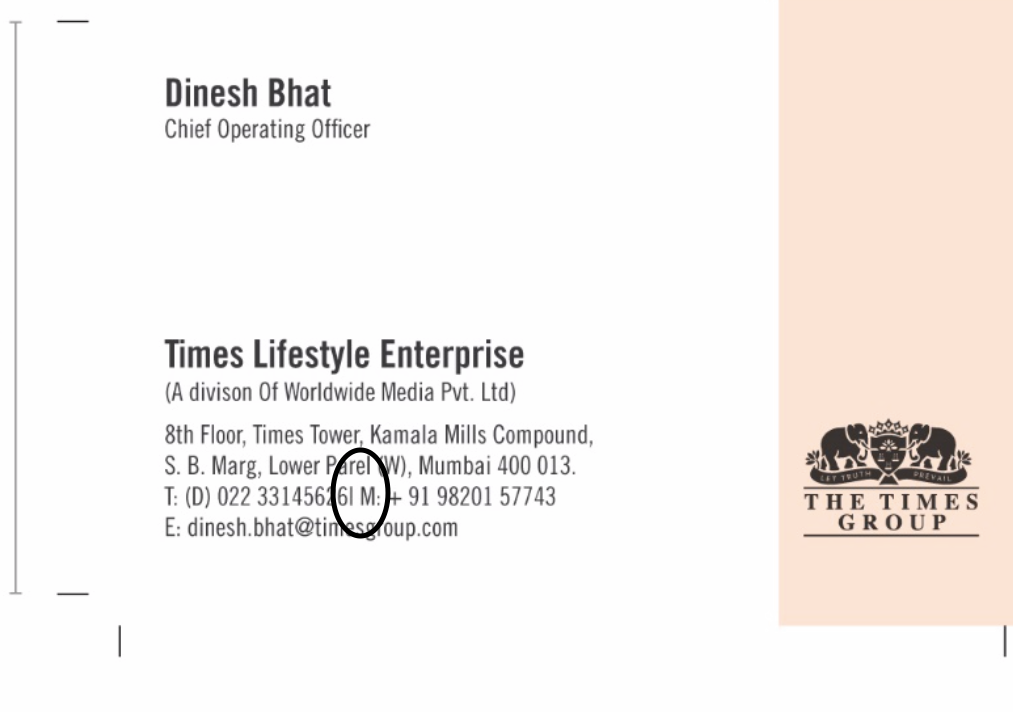 Dinesh Bhat
Chief Operating Officer
Times Lifestyle Enterprise
(A divison Of Worldwide Media Pvt. Ltd)
8th Floor, Times Tower, Kamala Mills Compound,
S. B. Marg, Lower Parel (W), Mumbai 400 013.
T: (D) 022 33145626| M: + 91 98201 57743
E: dinesh.bhat@timesgroup.com
LET TRUTH PREVAIL
THE TIMES
GROUP